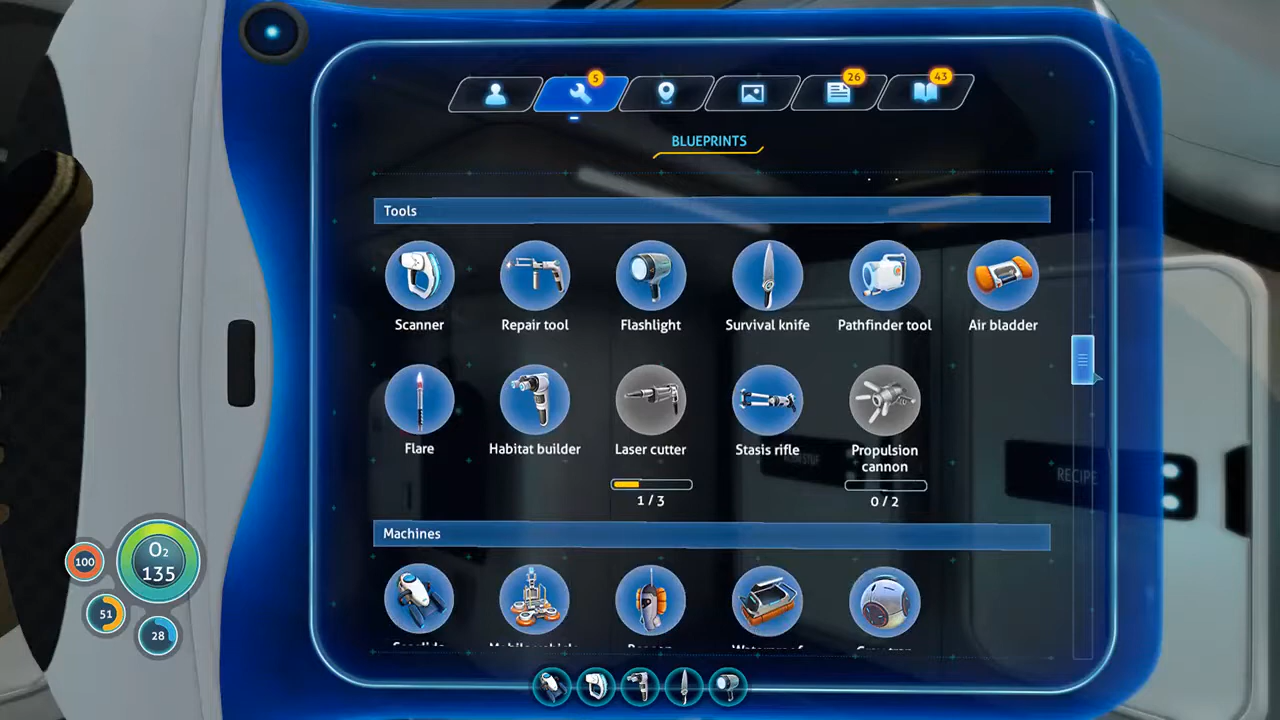 5
26
43
BLUEPRINTS
Tools
Scanner
Repair tool
Flashlight
Survival knife
Pathfinder tool
Air bladder
Flare
Habitat builder
Laser cutter
Stasis rifle
Propulsion
cannon
1 / 3
0 / 2
RECIPE
Machines
O₂
135
100
51
28